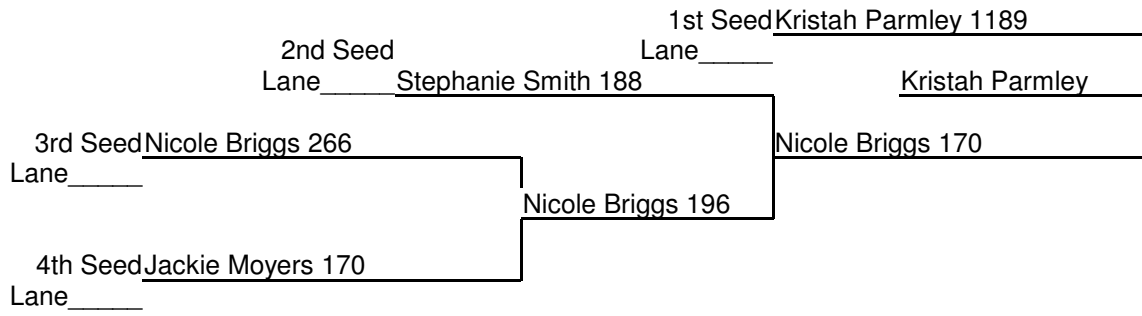 1st Seed Kristah Parmley 1189
2nd Seed Lane_____
Lane_____ Stephanie Smith 188 Kristah Parmley
3rd Seed Nicole Briggs 266 Nicole Briggs 170
Lane_____
Nicole Briggs 196
4th Seed Jackie Moyers 170
Lane_____